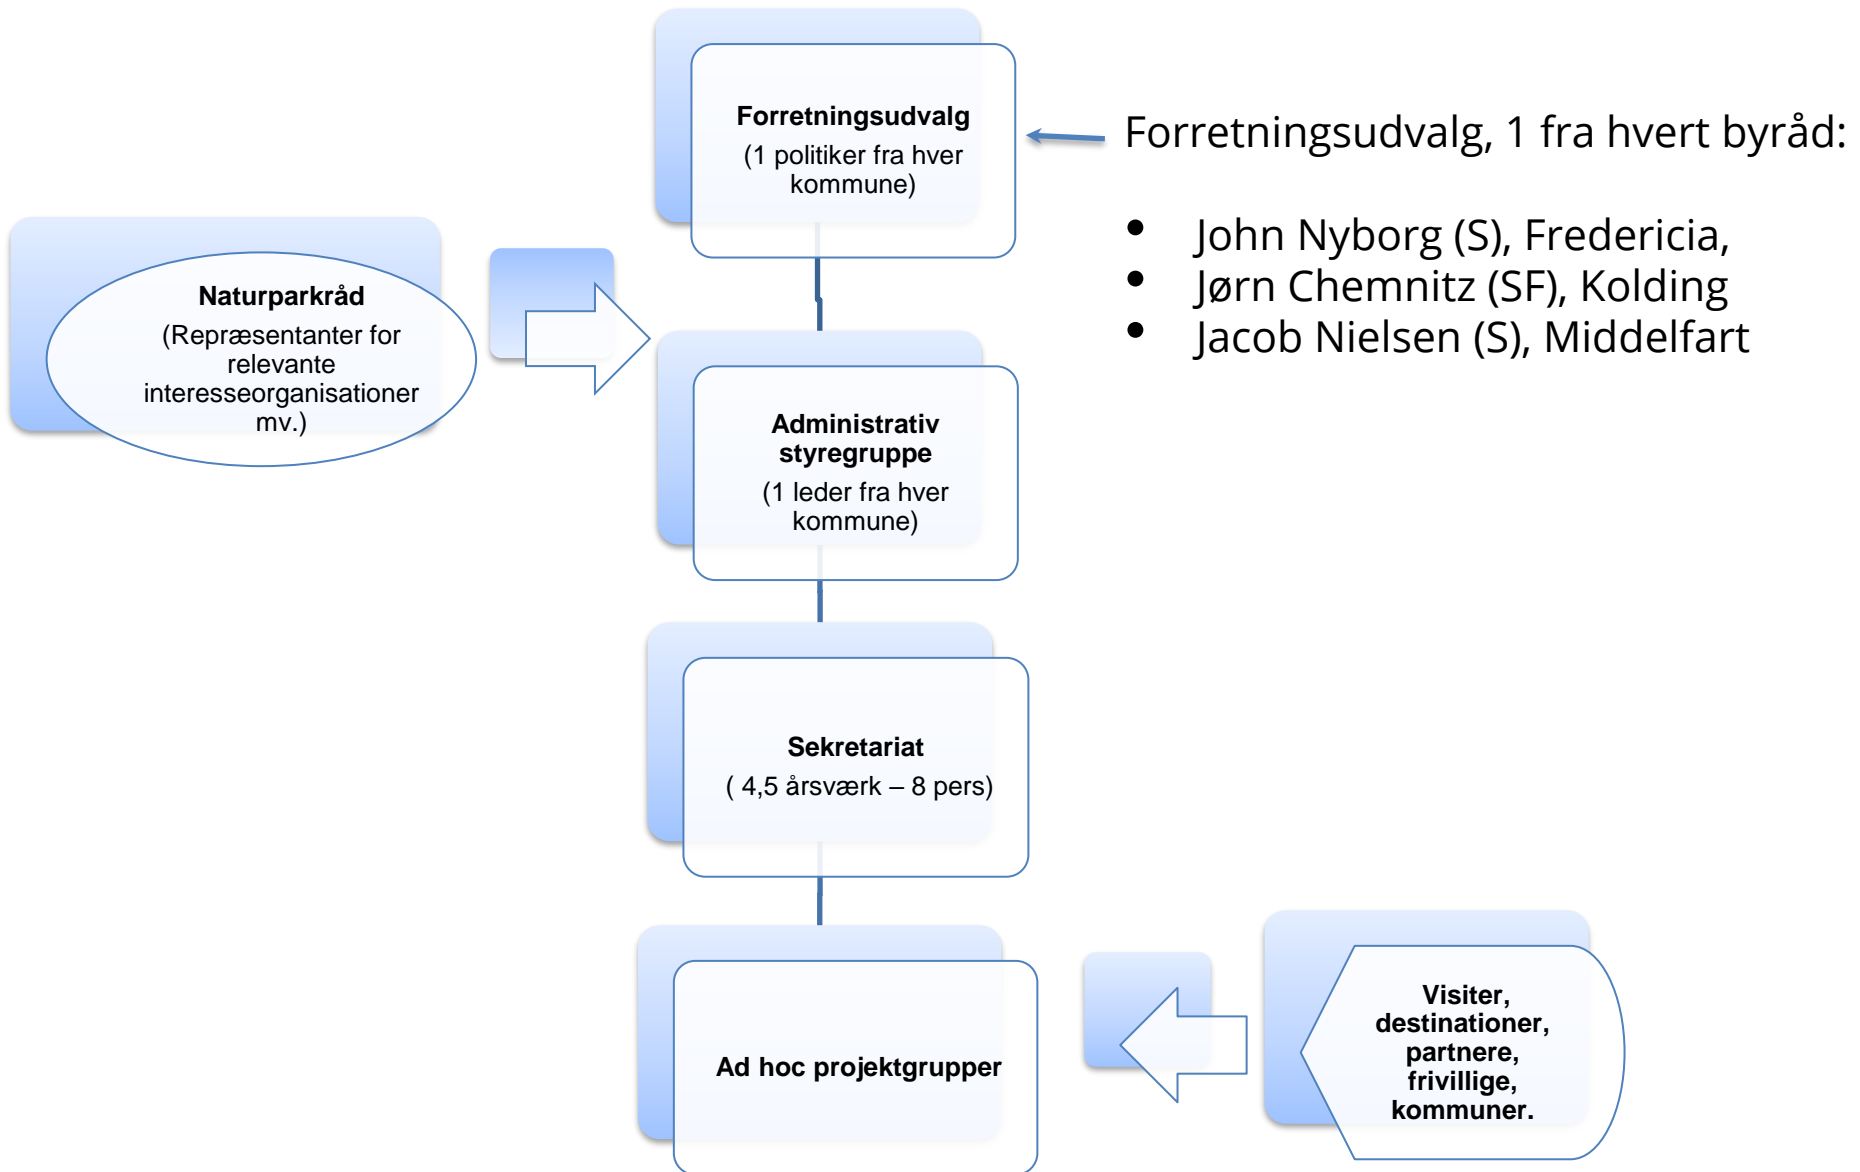 Forretningsudvalg
(1 politiker fra hver
kommune)
Forretningsudvalg, 1 fra hvert byråd:
• John Nyborg (S), Fredericia,
• Jørn Chemnitz (SF), Kolding
• Jacob Nielsen (S), Middelfart
Naturparkråd
(Repræsentanter for
relevante
interesseorganisationer
mv.)
Administrativ
styregruppe
(1 leder fra hver
kommune)
Sekretariat
( 4,5 årsværk – 8 pers)
Ad hoc projektgrupper
Visiter,
destinationer,
partnere,
frivillige,
kommuner.